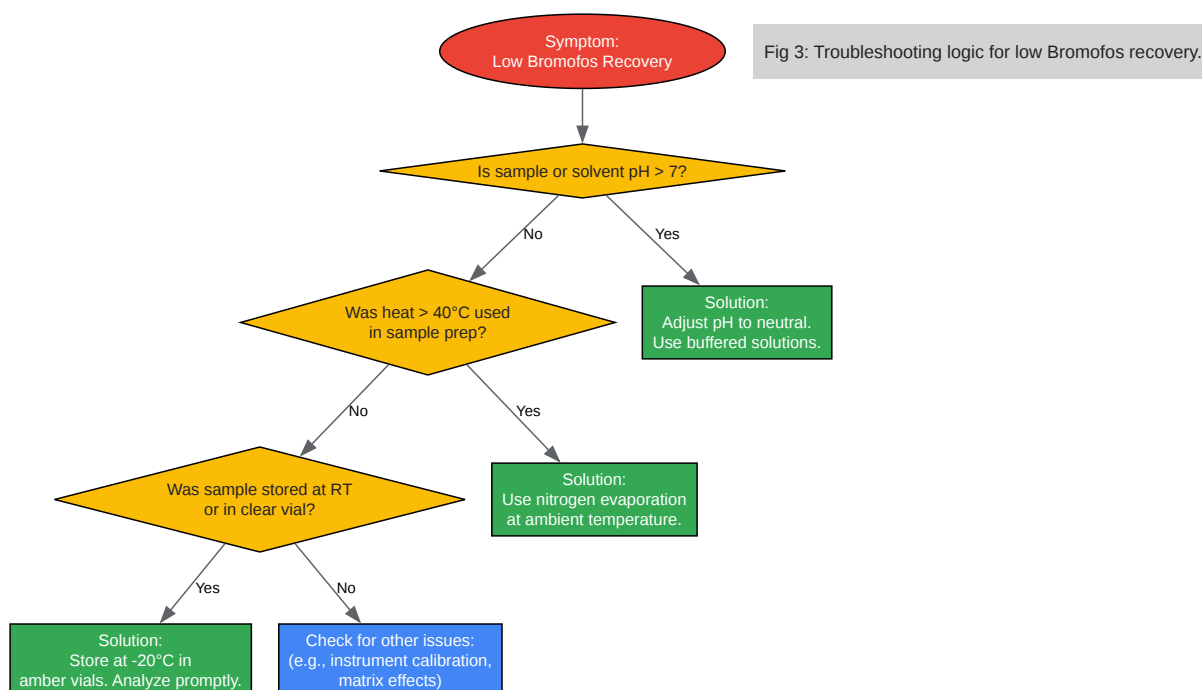 Symptom:
Low Bromofos Recovery
Fig 3: Troubleshooting logic for low Bromofos recovery.
Is sample or solvent pH > 7?
No
Yes
Was heat > 40°C used
in sample prep?
Solution:
Adjust pH to neutral.
Use buffered solutions.
No
Yes
Was sample stored at RT
or in clear vial?
Solution:
Use nitrogen evaporation
at ambient temperature.
Yes
No
Solution:
Store at -20°C in
amber vials. Analyze promptly.
Check for other issues:
(e.g., instrument calibration,
matrix effects)